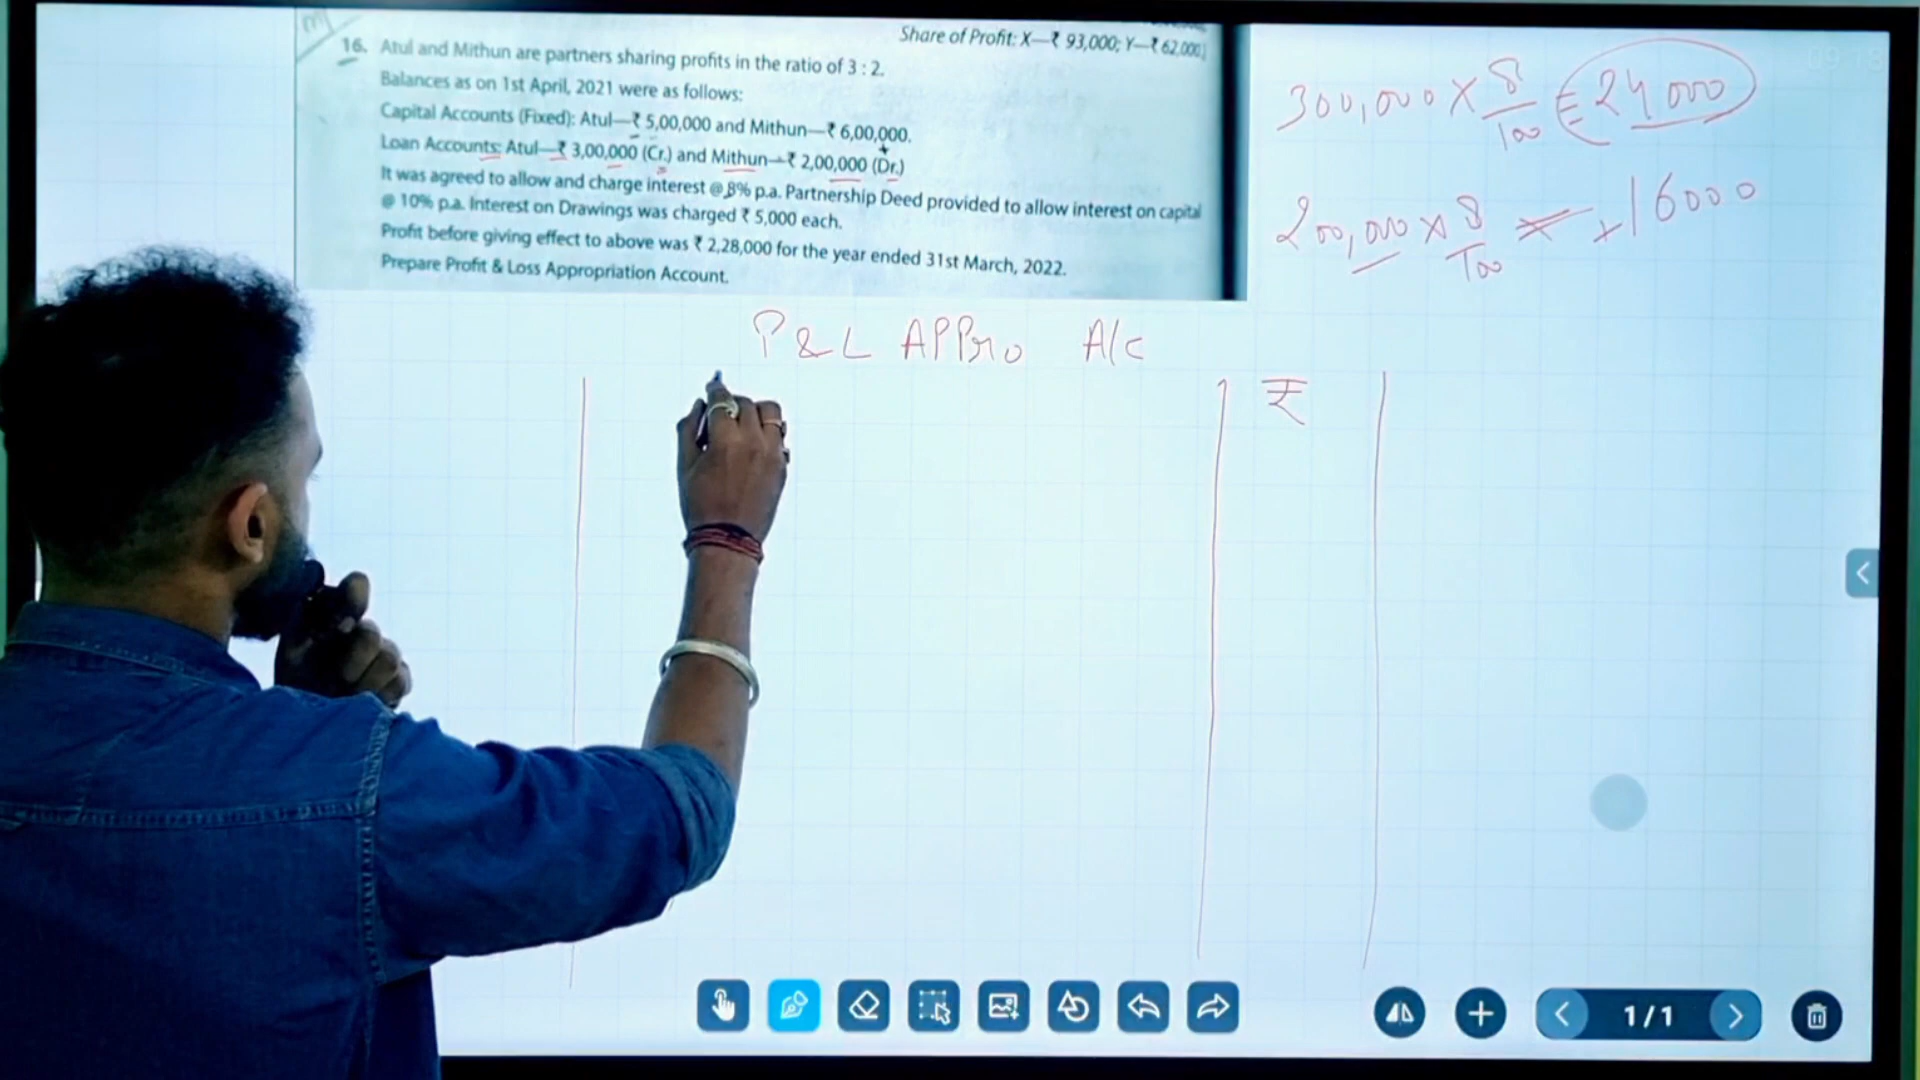 Share of Profit: X—₹ 93,000; Y—₹ 62,000]
16. Atul and Mithun are partners sharing profits in the ratio of 3 : 2.
Balances as on 1st April, 2021 were as follows:
Capital Accounts (Fixed): Atul—₹ 5,00,000 and Mithun—₹ 6,00,000.
Loan Accounts: Atul—₹ 3,00,000 (Cr.) and Mithun—₹ 2,00,000 (Dr.)
It was agreed to allow and charge interest @ 8% p.a. Partnership Deed provided to allow interest on capital
@ 10% p.a. Interest on Drawings was charged ₹ 5,000 each.
Profit before giving effect to above was ₹ 2,28,000 for the year ended 31st March, 2022.
Prepare Profit & Loss Appropriation Account.
300,000 x 8/100 = 24000
200,000 x 8/100 = +16000
P & L APPro A/c
₹
1 / 1